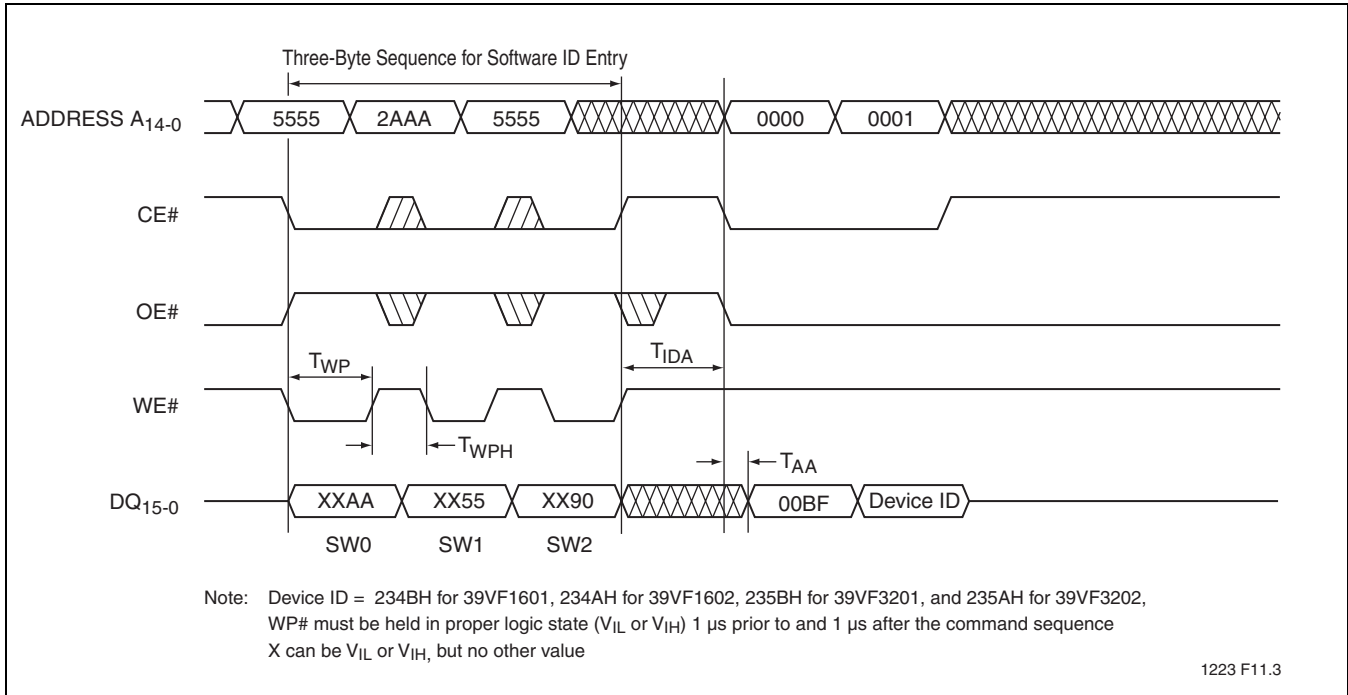 Three-Byte Sequence for Software ID Entry
ADDRESS A14-0 5555 2AAA 5555 0000 0001
CE#
OE#
TWP TIDA
WE#
TWPH
TAA
DQ15-0 XXAA XX55 XX90 00BF Device ID
SW0 SW1 SW2
Note: Device ID = 234BH for 39VF1601, 234AH for 39VF1602, 235BH for 39VF3201, and 235AH for 39VF3202,
WP# must be held in proper logic state (VIL or VIH) 1 µs prior to and 1 µs after the command sequence
X can be VIL or VIH, but no other value
1223 F11.3